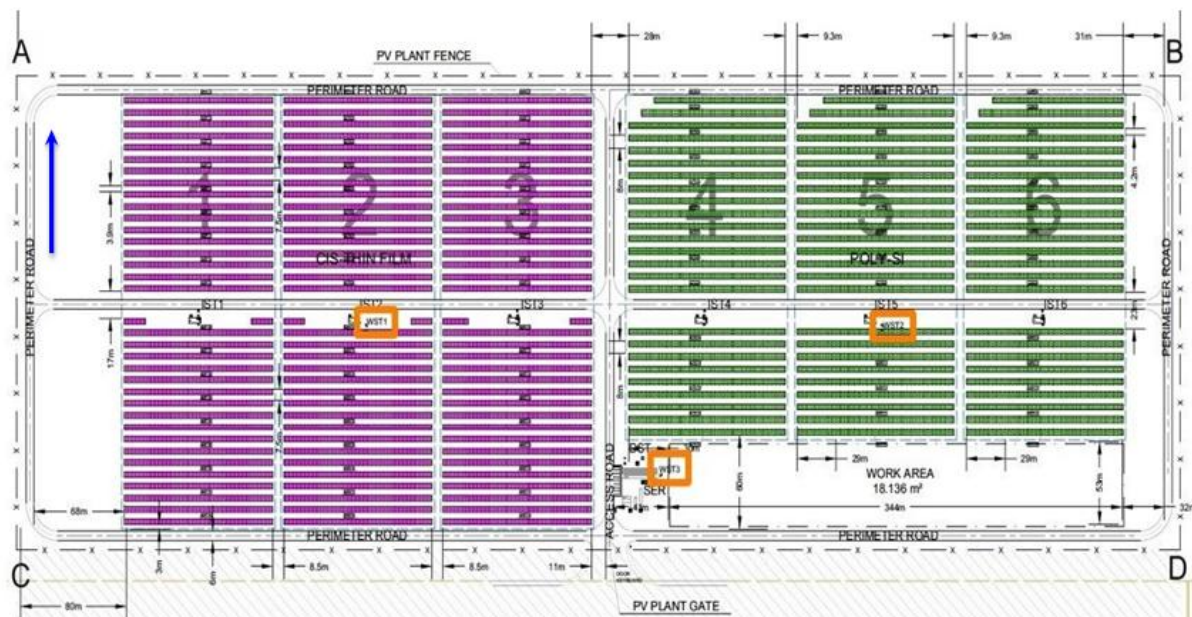 A
B
PV PLANT FENCE
28m
9.3m
9.3m
31m
PERIMETER ROAD
PERIMETER ROAD
1
2
3
4
5
6
6m
4.2m
7.5m
3.9m
CIS-THIN FILM
POLY-SI
PERIMETER ROAD
PERIMETER ROAD
IST1
IST2
IST3
IST4
IST5
IST6
WST1
WST2
23m
17m
8m
7.5m
WST3
SER
29m
29m
WORK AREA
18.136 m²
60m
53m
68m
344m
32m
ACCESS ROAD
PERIMETER ROAD
PERIMETER ROAD
C
D
3m
6m
8.5m
8.5m
11m
80m
PV PLANT GATE